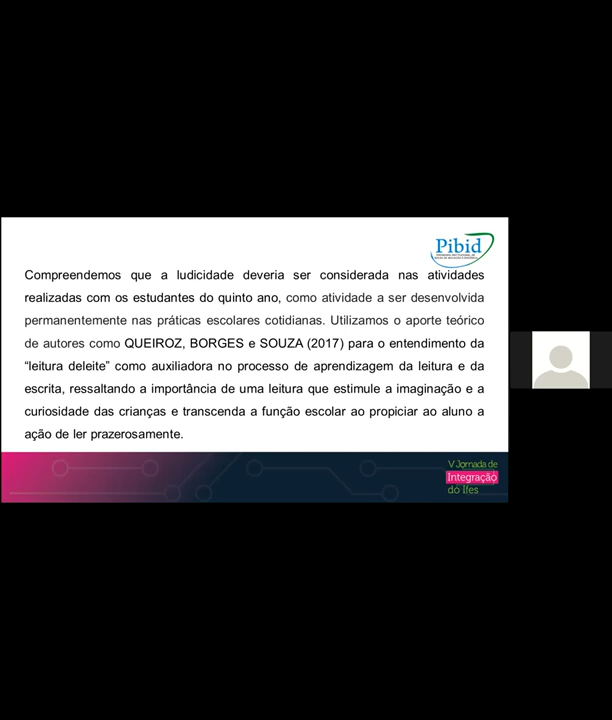 Pibid
Compreendemos que a ludicidade deveria ser considerada nas atividades
realizadas com os estudantes do quinto ano, como atividade a ser desenvolvida
permanentemente nas práticas escolares cotidianas. Utilizamos o aporte teórico
de autores como QUEIROZ, BORGES e SOUZA (2017) para o entendimento da
“leitura deleite” como auxiliadora no processo de aprendizagem da leitura e da
escrita, ressaltando a importância de uma leitura que estimule a imaginação e a
curiosidade das crianças e transcenda a função escolar ao propiciar ao aluno a
ação de ler prazerosamente.
V Jornada de
Integração
do Ifes